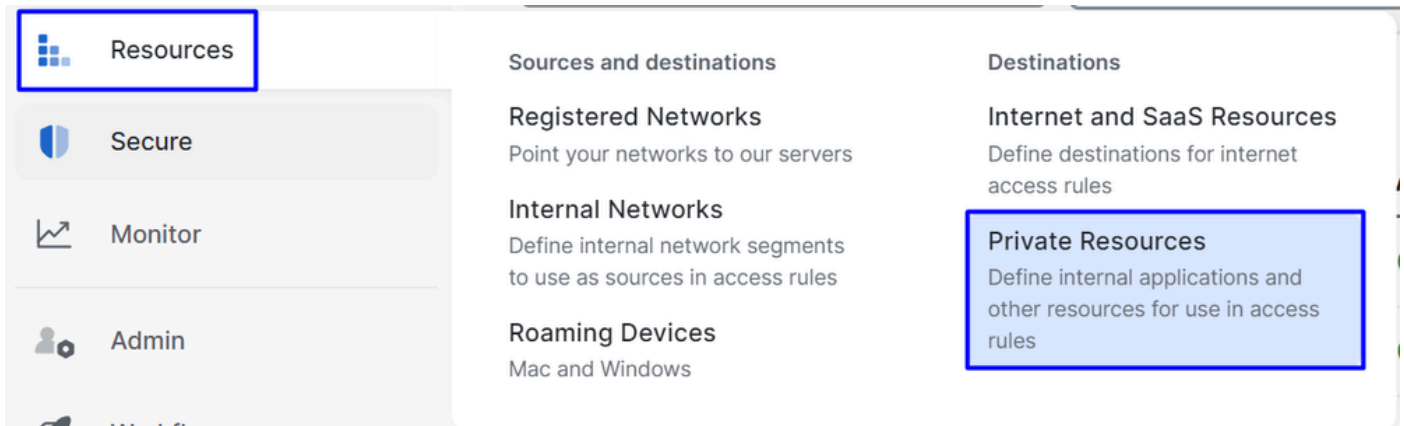 Resources
Secure
Monitor
Admin
Sources and destinations
Registered Networks
Point your networks to our servers
Internal Networks
Define internal network segments
to use as sources in access rules
Roaming Devices
Mac and Windows
Destinations
Internet and SaaS Resources
Define destinations for internet
access rules
Private Resources
Define internal applications and
other resources for use in access
rules